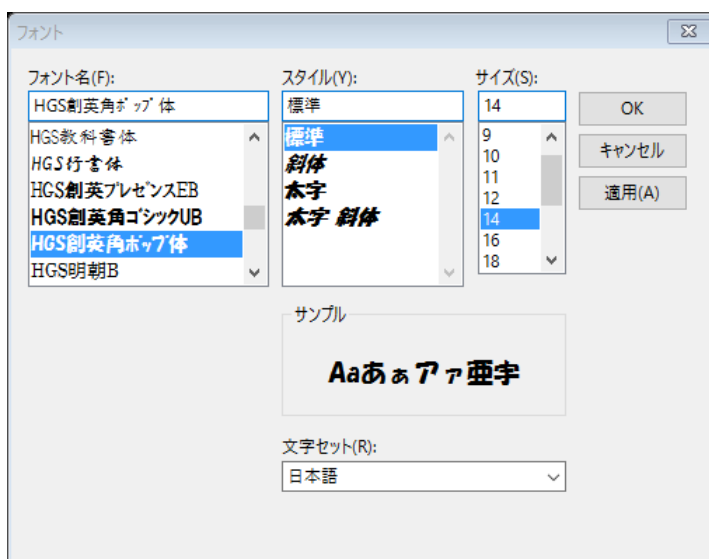 フォント
フォント名(F):
HGS創英角ﾎﾟｯﾌﾟ体
HGS教科書体
HGS行書体
HGS創英プレゼンスEB
HGS創英角ゴシックUB
HGS創英角ポップ体
HGS明朝B
スタイル(Y):
標準
標準
斜体
太字
太字 斜体
サイズ(S):
14
9
10
11
12
14
16
18
OK
キャンセル
適用(A)
サンプル
Aaあぁアァ亜宇
文字セット(R):
日本語